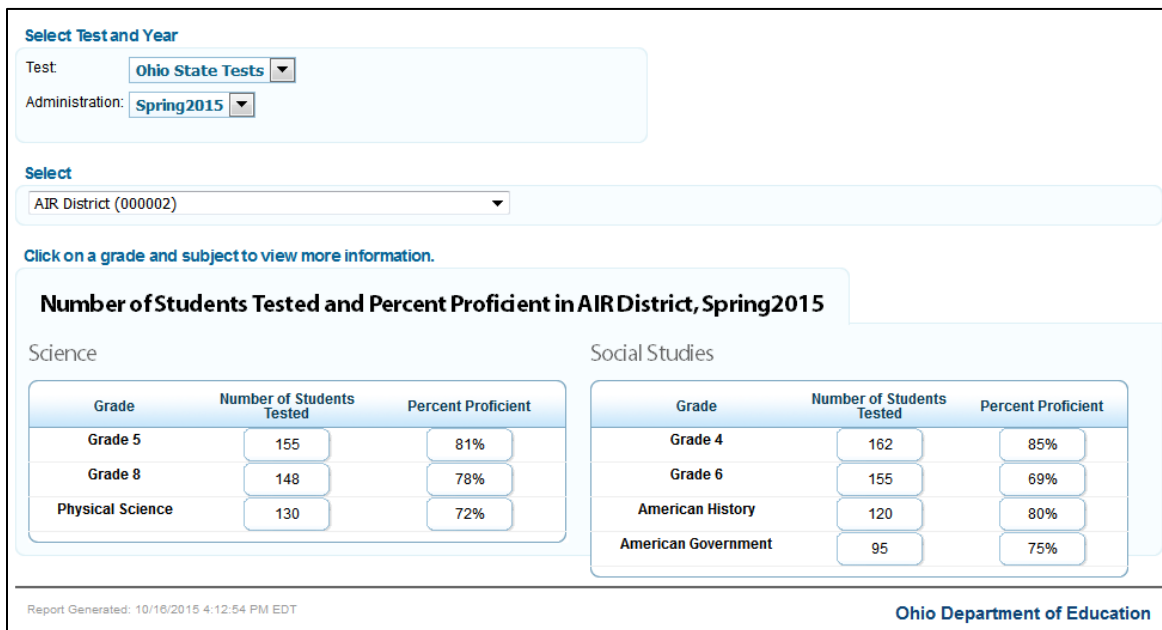 Select Test and Year
Test: Ohio State Tests
Administration: Spring2015
Select
AIR District (000002)
Click on a grade and subject to view more information.
Number of Students Tested and Percent Proficient in AIR District, Spring2015
Science
Grade Number of Students Tested Percent Proficient
Grade 5 155 81%
Grade 8 148 78%
Physical Science 130 72%
Social Studies
Grade Number of Students Tested Percent Proficient
Grade 4 162 85%
Grade 6 155 69%
American History 120 80%
American Government 95 75%
Report Generated: 10/16/2015 4:12:54 PM EDT
Ohio Department of Education